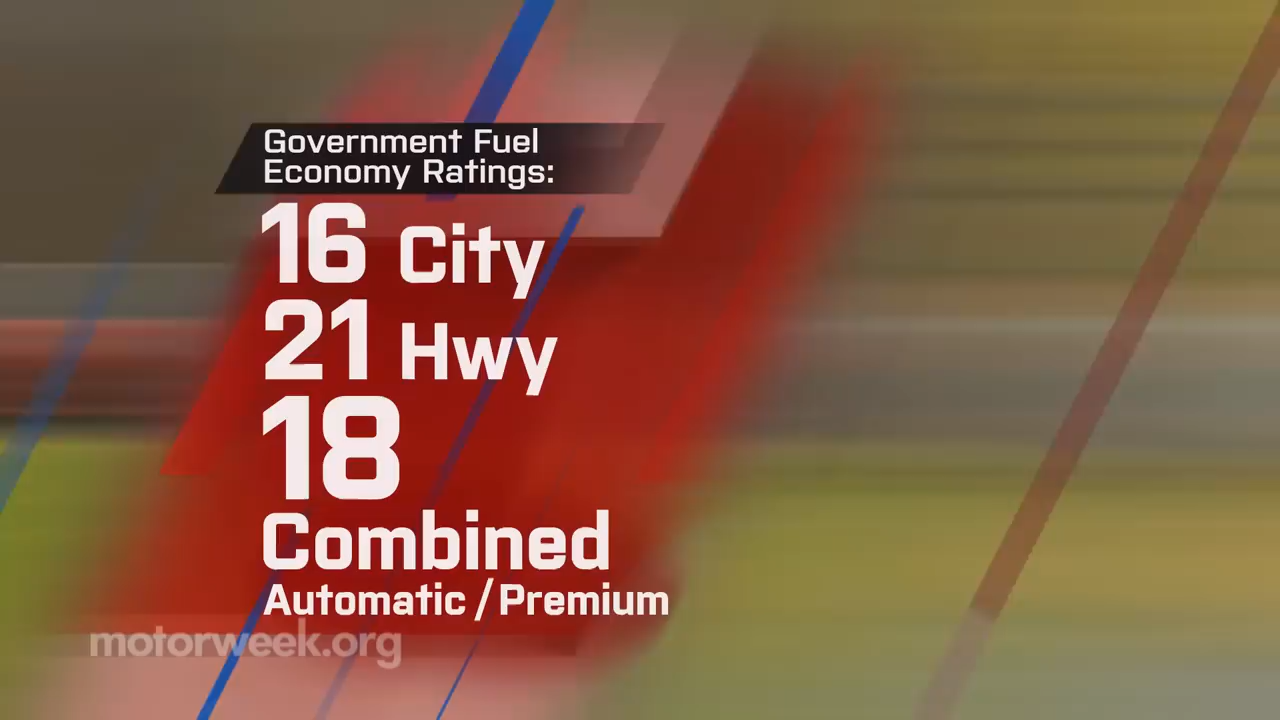 Government Fuel
Economy Ratings:
16 City
21 Hwy
18
Combined
Automatic / Premium
motorweek.org